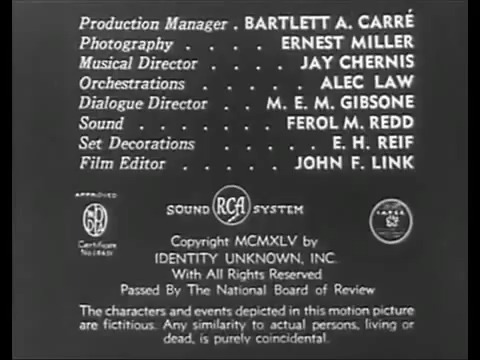 Production Manager . BARTLETT A. CARRÉ
Photography . . . . ERNEST MILLER
Musical Director . . . . JAY CHERNIS
Orchestrations . . . . . ALEC LAW
Dialogue Director . . M. E. M. GIBSONE
Sound . . . . . . FEROL M. REDD
Set Decorations . . . . . E. H. REIF
Film Editor . . . . . JOHN F. LINK
APPROVED
Certificate
SOUND RCA SYSTEM
I.A.T.S.E.
Copyright MCMXLV by
IDENTITY UNKNOWN, INC.
With All Rights Reserved
Passed By The National Board of Review
The characters and events depicted in this motion picture
are fictitious. Any similarity to actual persons, living or
dead, is purely coincidental.